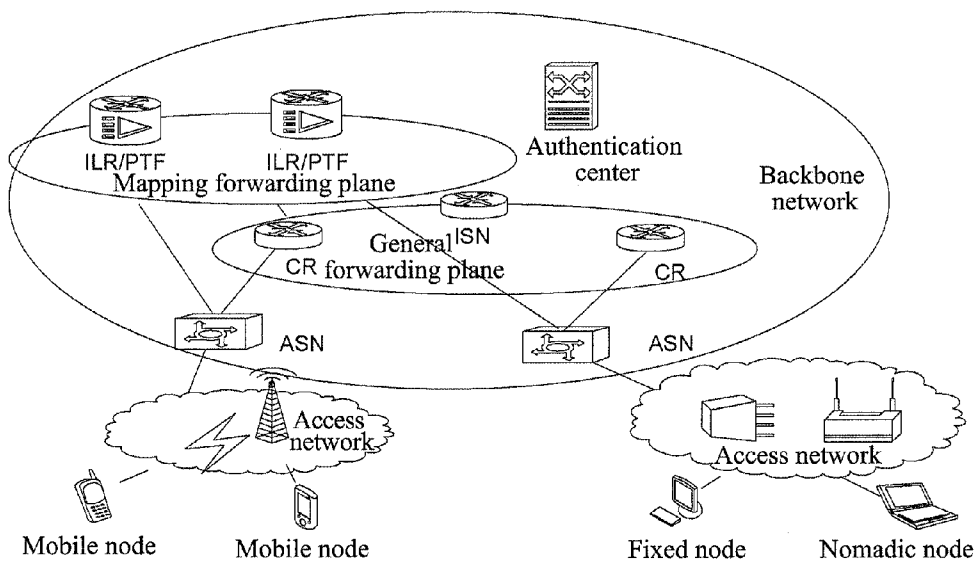 ILR/PTF
ILR/PTF
Mapping forwarding plane
Authentication
center
Backbone
network
ISN
General
forwarding plane
CR
CR
ASN
ASN
Access
network
Access network
Mobile node
Mobile node
Fixed node
Nomadic node